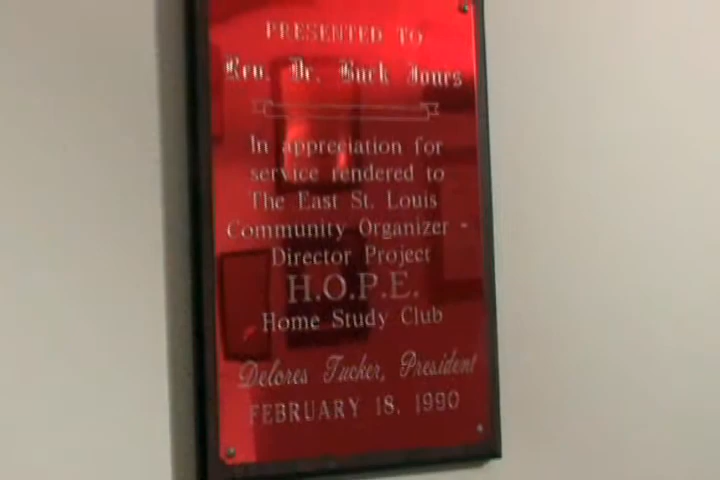 PRESENTED TO
Rev. Dr. Buck Jones
In appreciation for
service rendered to
The East St. Louis
Community Organizer -
Director Project
H.O.P.E.
Home Study Club
Delores Tucker, President
FEBRUARY 18, 1990